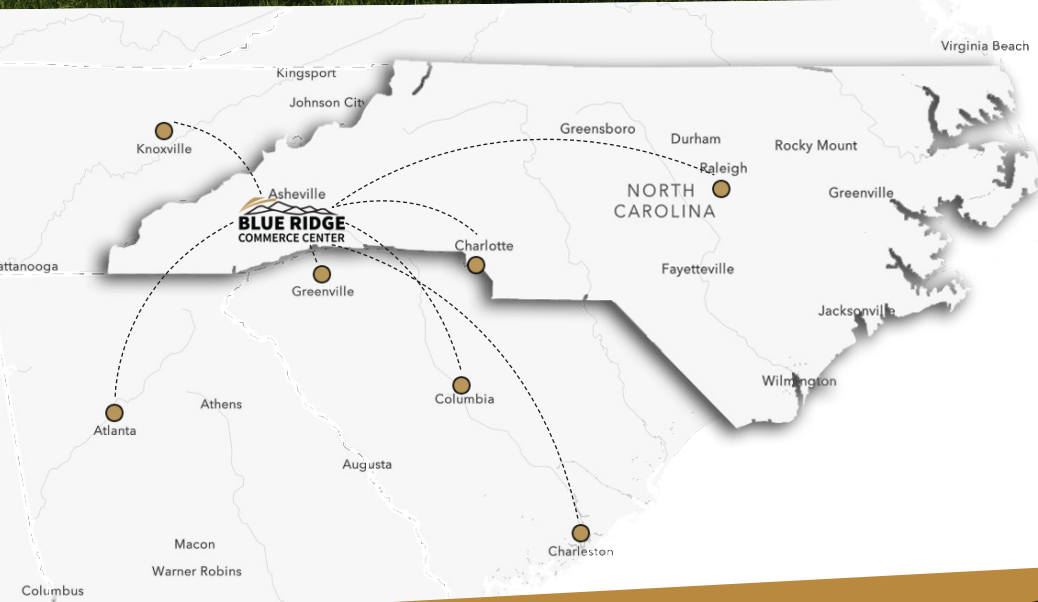 Virginia Beach
Kingsport
Johnson City
Knoxville
Greensboro
Durham
Rocky Mount
Raleigh
Asheville
NORTH
CAROLINA
Greenville
BLUE RIDGE
COMMERCE CENTER
Charlotte
attanooga
Fayetteville
Greenville
Jacksonville
Wilmington
Columbia
Athens
Atlanta
Augusta
Macon
Charleston
Warner Robins
Columbus